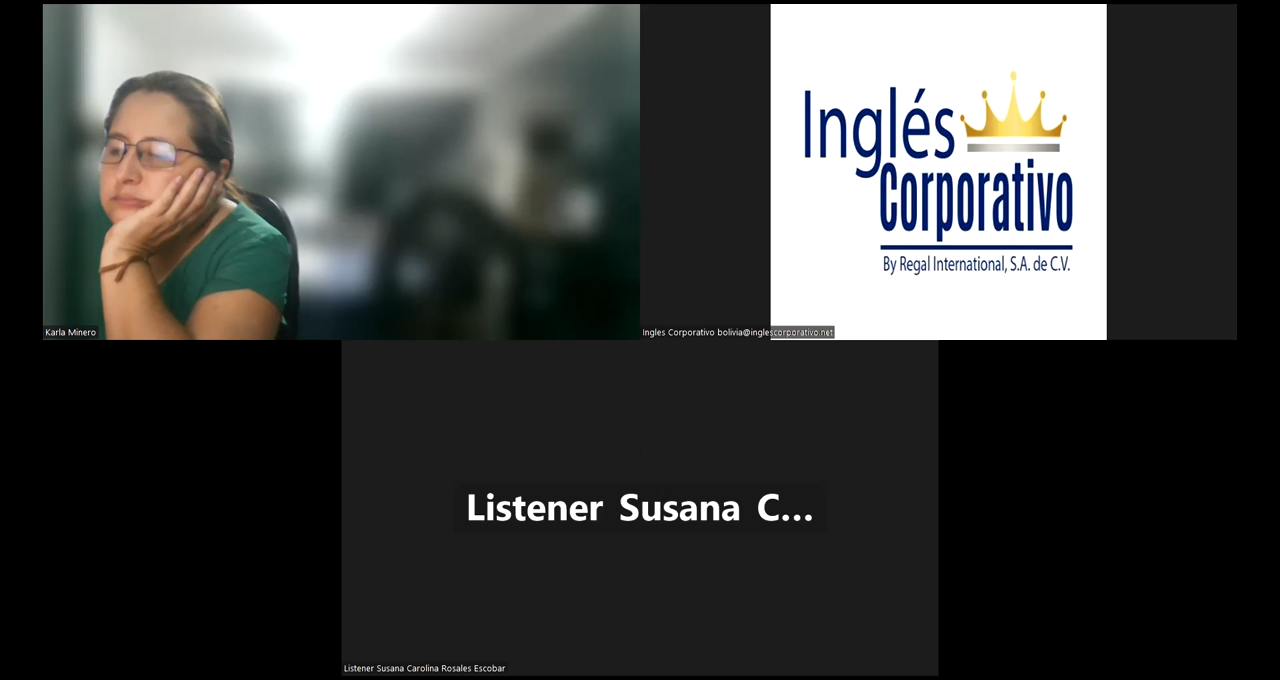 Karla Minero
Inglés
Corporativo
By Regal International, S.A. de C.V.
Ingles Corporativo bolivia@inglescorporativo.net
Listener Susana C...
Listener Susana Carolina Rosales Escobar